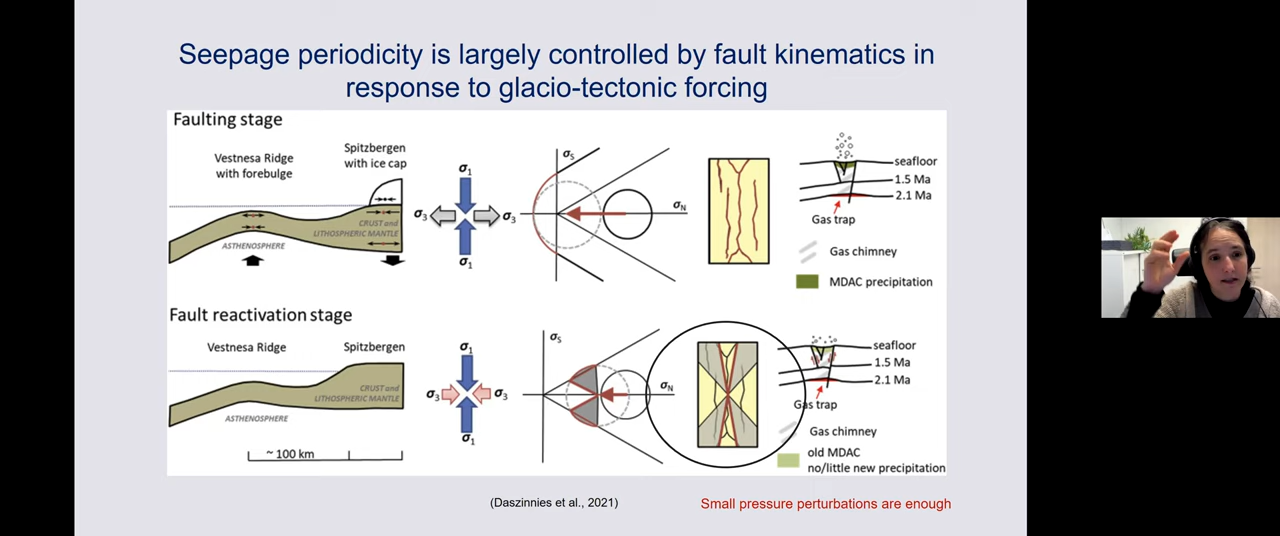 Seepage periodicity is largely controlled by fault kinematics in
response to glacio-tectonic forcing
Faulting stage
Vestnesa Ridge
with forebulge
Spitzbergen
with ice cap
CRUST and
LITHOSPHERIC MANTLE
ASTHENOSPHERE
σ1
σ3
σ3
σ1
σS
σN
seafloor
1.5 Ma
2.1 Ma
Gas trap
Gas chimney
MDAC precipitation
Fault reactivation stage
Vestnesa Ridge
Spitzbergen
CRUST and
LITHOSPHERIC MANTLE
ASTHENOSPHERE
~ 100 km
σ1
σ3
σ3
σ1
σS
σN
seafloor
1.5 Ma
2.1 Ma
Gas trap
Gas chimney
old MDAC
no/little new precipitation
(Daszinnies et al., 2021)
Small pressure perturbations are enough